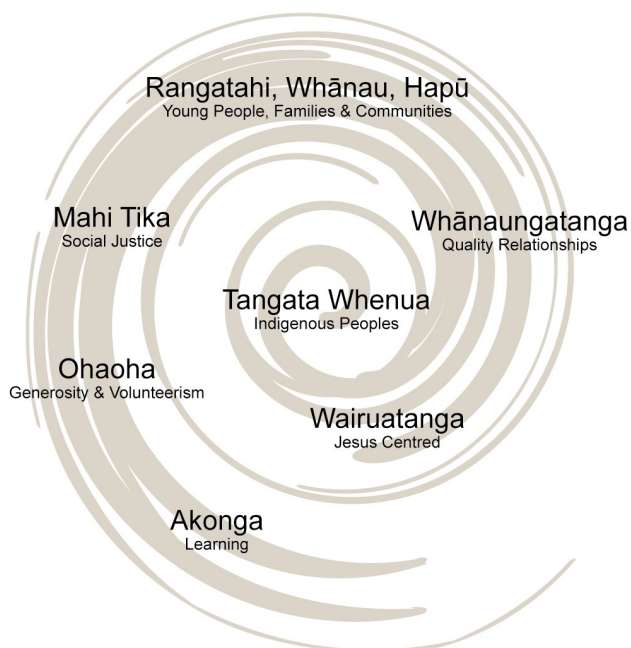 Rangatahi, Whānau, Hapū
Young People, Families & Communities
Mahi Tika
Social Justice
Whānaungatanga
Quality Relationships
Tangata Whenua
Indigenous Peoples
Ohaoha
Generosity & Volunteerism
Wairuatanga
Jesus Centred
Akonga
Learning